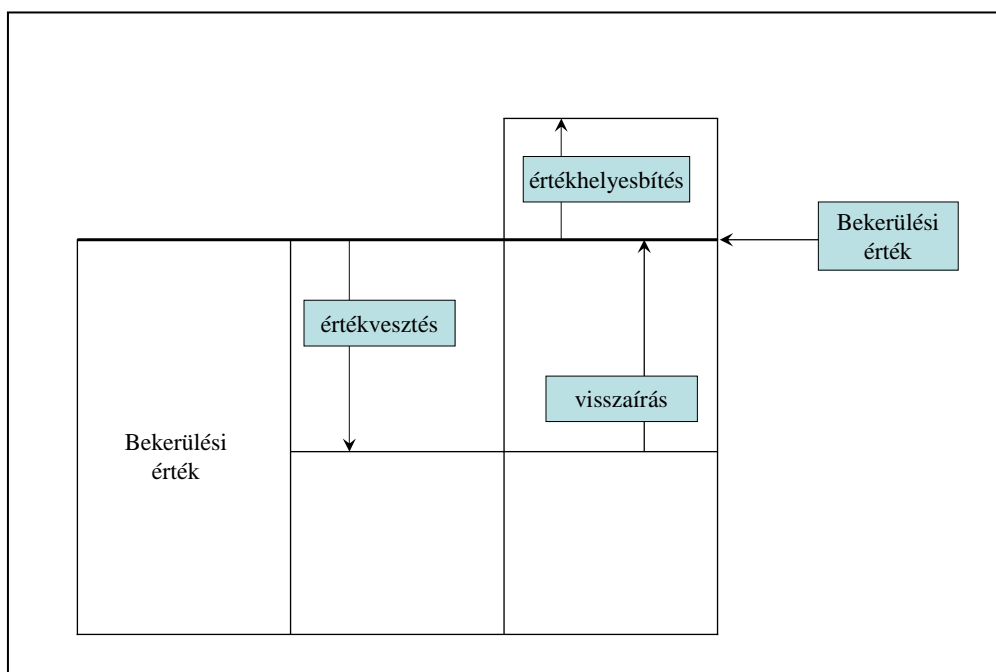 értékhelyesbítés
Bekerülési
érték
értékvesztés
visszaírás
Bekerülési
érték